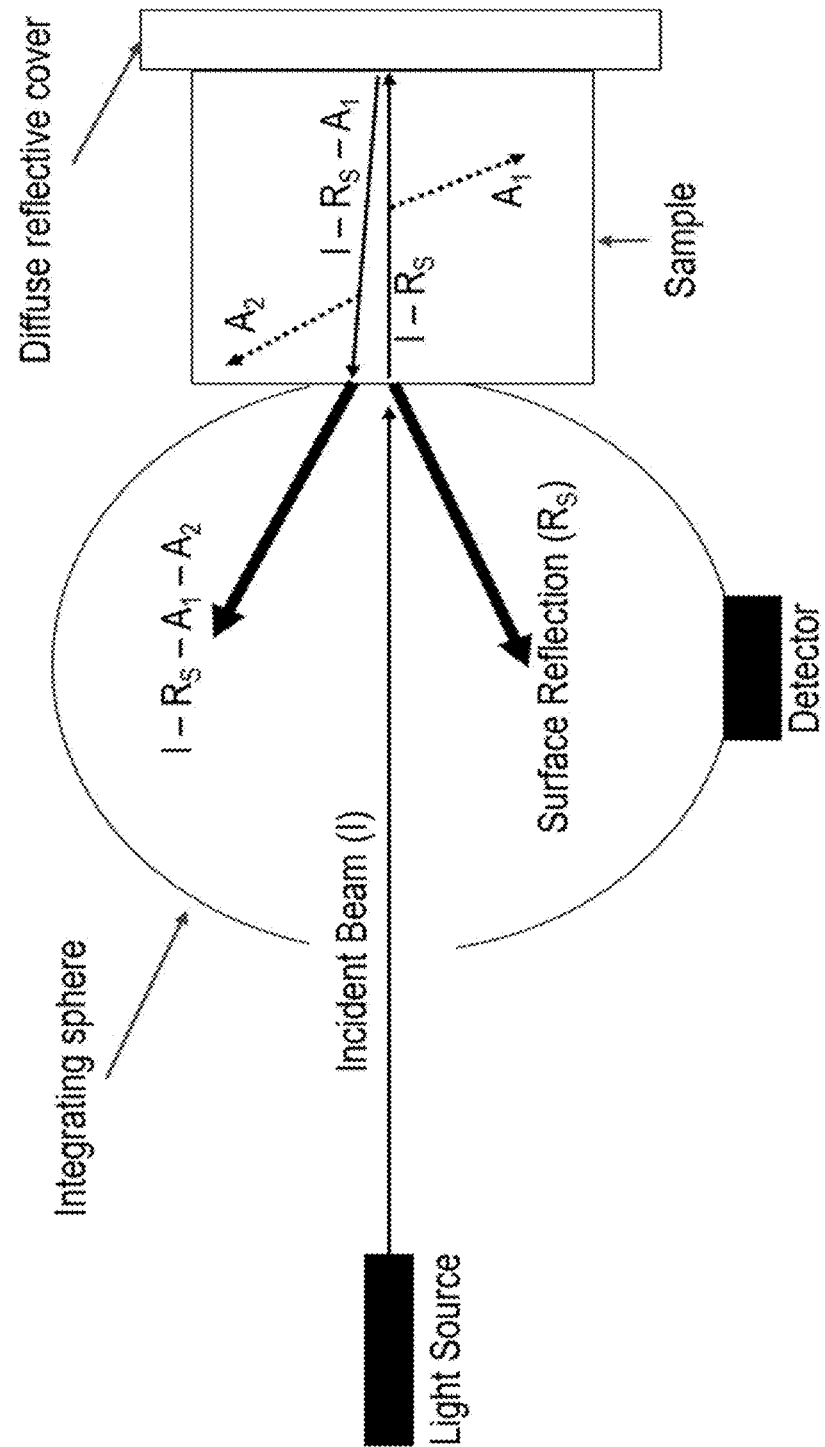 Diffuse reflective cover
I – R_S – A_1
A_2
I – R_S
A_1
Sample
I – R_S – A_1 – A_2
Surface Reflection (R_S)
Detector
Incident Beam (I)
Integrating sphere
Light Source